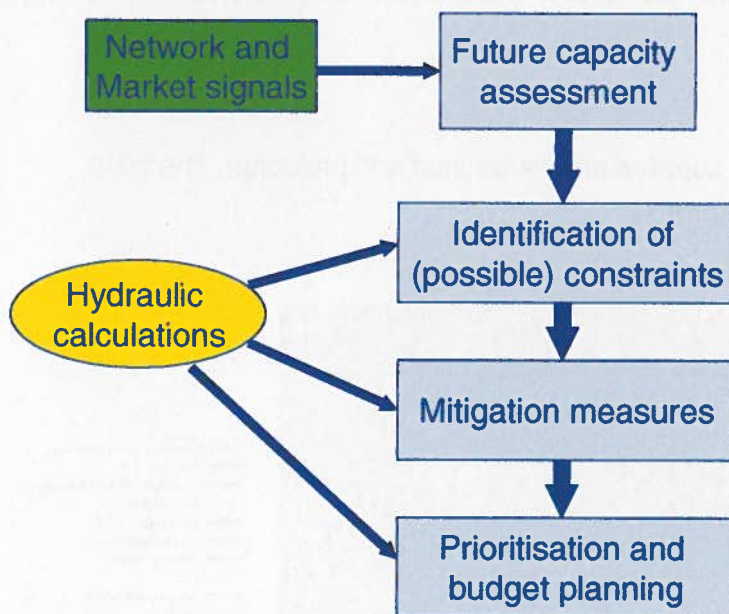 Network and
Market signals
Future capacity
assessment
Identification of
(possible) constraints
Hydraulic
calculations
Mitigation measures
Prioritisation and
budget planning